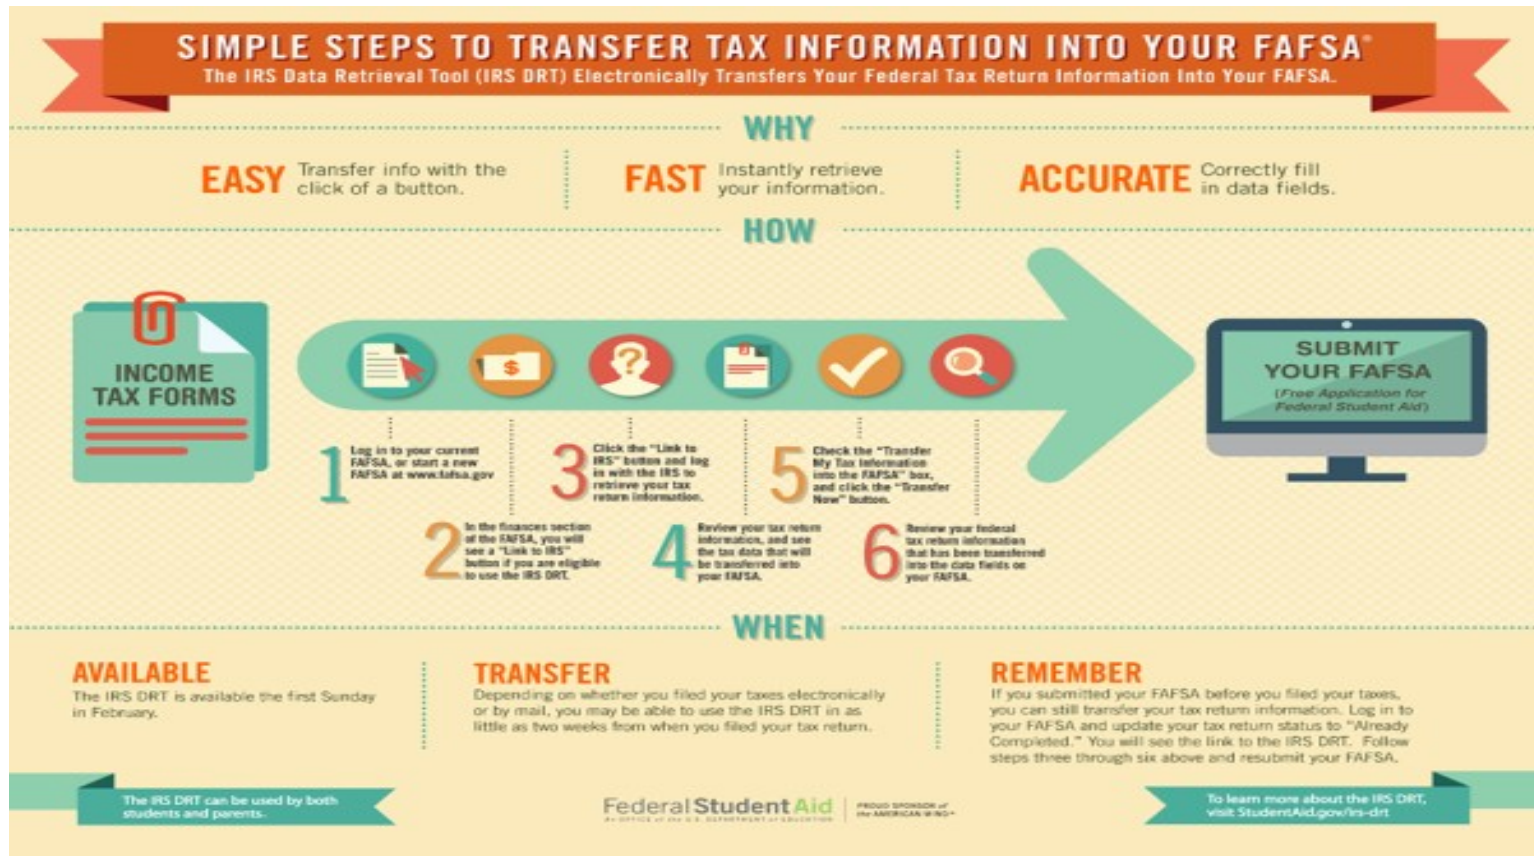 SIMPLE STEPS TO TRANSFER TAX INFORMATION INTO YOUR FAFSA®
The IRS Data Retrieval Tool (IRS DRT) Electronically Transfers Your Federal Tax Return Information Into Your FAFSA.
WHY
EASY
Transfer info with the
click of a button.
FAST
Instantly retrieve
your information.
ACCURATE
Correctly fill
in data fields.
HOW
INCOME
TAX FORMS
$
?
1
Log in to your current
FAFSA, or start a new
FAFSA at www.fafsa.gov
2
In the finances section
of the FAFSA, you will
see a "Link to IRS"
button if you are eligible
to use the IRS DRT.
3
Click the "Link to
IRS" button and log
in with the IRS to
retrieve your tax
return information.
4
Review your tax return
information, and see
the tax data that will
be transferred into
your FAFSA.
5
Check the "Transfer
My Tax Information
into the FAFSA" box,
and click the "Transfer
Now" button.
6
Review your federal
tax return information
that has been transferred
into the data fields on
your FAFSA.
SUBMIT
YOUR FAFSA
(Free Application for
Federal Student Aid)
WHEN
AVAILABLE
The IRS DRT is available the first Sunday
in February.
TRANSFER
Depending on whether you filed your taxes electronically
or by mail, you may be able to use the IRS DRT in as
little as two weeks from when you filed your tax return.
REMEMBER
If you submitted your FAFSA before you filed your taxes,
you can still transfer your tax return information. Log in to
your FAFSA and update your tax return status to "Already
Completed." You will see the link to the IRS DRT. Follow
steps three through six above and resubmit your FAFSA.
The IRS DRT can be used by both
students and parents.
Federal Student Aid
An OFFICE of the U.S. DEPARTMENT of EDUCATION
PROUD SPONSOR of
the AMERICAN MIND™
To learn more about the IRS DRT,
visit StudentAid.gov/irs-drt